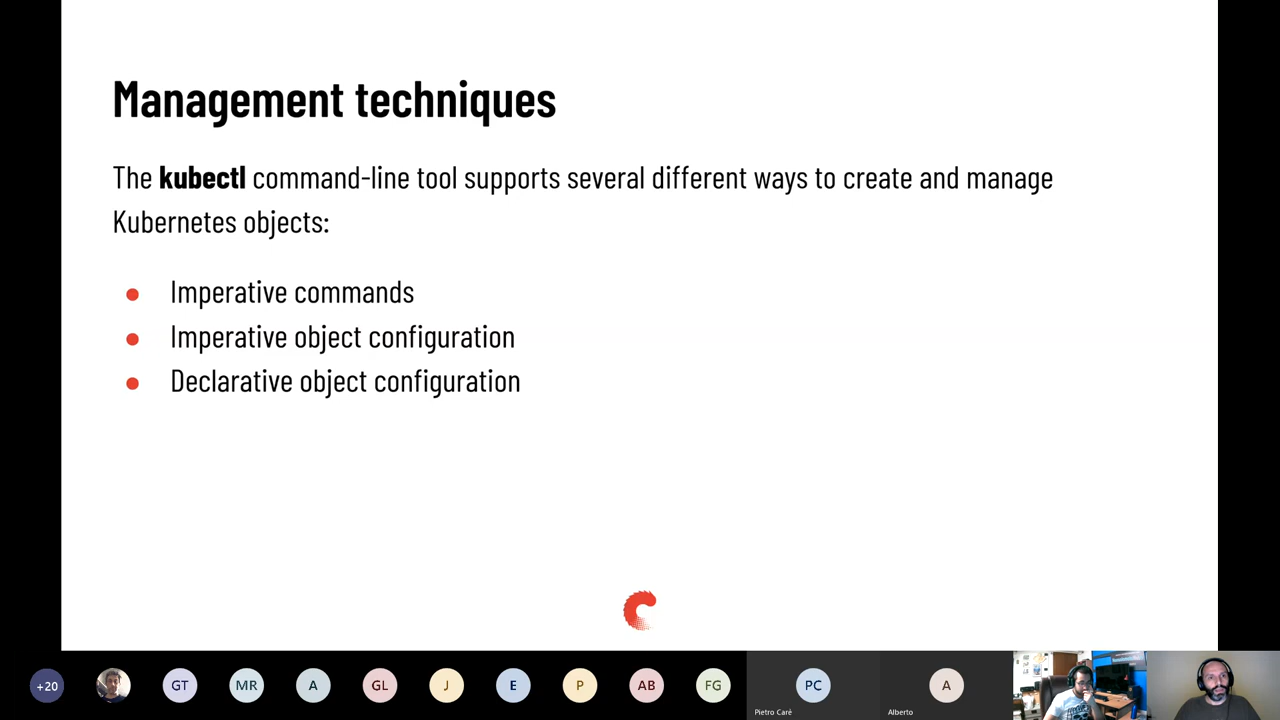 Management techniques
The kubectl command-line tool supports several different ways to create and manage
Kubernetes objects:
Imperative commands
Imperative object configuration
Declarative object configuration
+20
GT
MR
A
GL
J
E
P
AB
FG
PC
A
Pietro Caré
Alberto